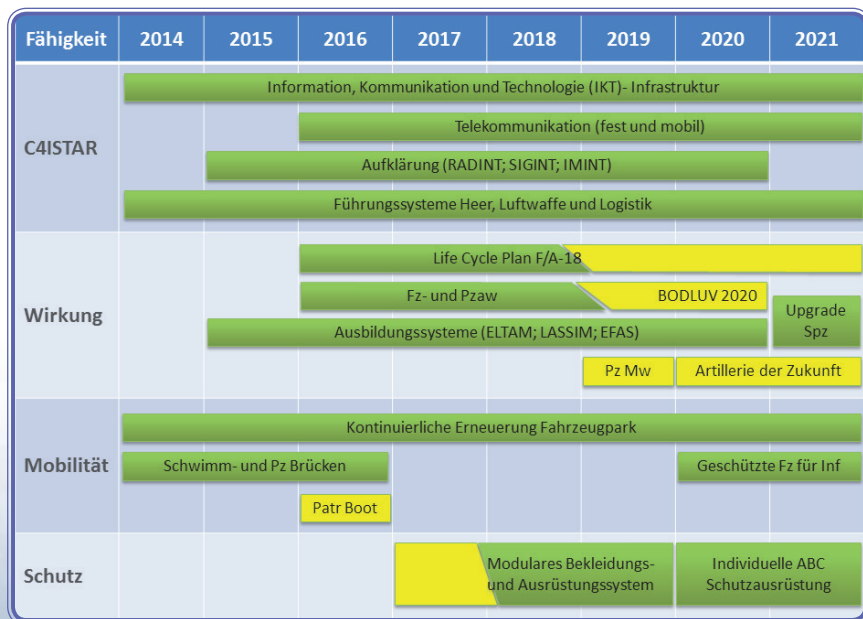 Fähigkeit 2014 2015 2016 2017 2018 2019 2020 2021
C4ISTAR
Information, Kommunikation und Technologie (IKT)- Infrastruktur
Telekommunikation (fest und mobil)
Aufklärung (RADINT; SIGINT; IMINT)
Führungssysteme Heer, Luftwaffe und Logistik
Wirkung
Life Cycle Plan F/A-18
Fz- und Pzaw
BODLUV 2020
Upgrade
Spz
Ausbildungssysteme (ELTAM; LASSIM; EFAS)
Pz Mw
Artillerie der Zukunft
Mobilität
Kontinuierliche Erneuerung Fahrzeugpark
Schwimm- und Pz Brücken
Geschützte Fz für Inf
Patr Boot
Schutz
Modulares Bekleidungs-
und Ausrüstungssystem
Individuelle ABC
Schutzausrüstung